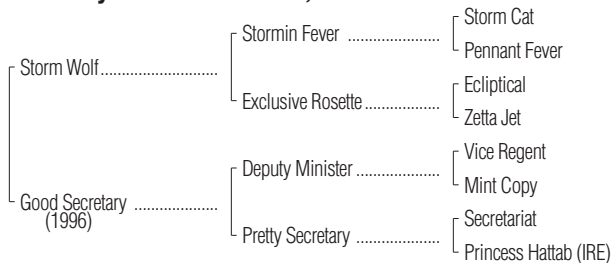 Storm Cat
Stormin Fever ....................
Pennant Fever
Storm Wolf.........................
Ecliptical
Exclusive Rosette................
Zetta Jet
Vice Regent
Deputy Minister ..................
Mint Copy
Good Secretary ..................
(1996)
Secretariat
Pretty Secretary ..................
Princess Hattab (IRE)